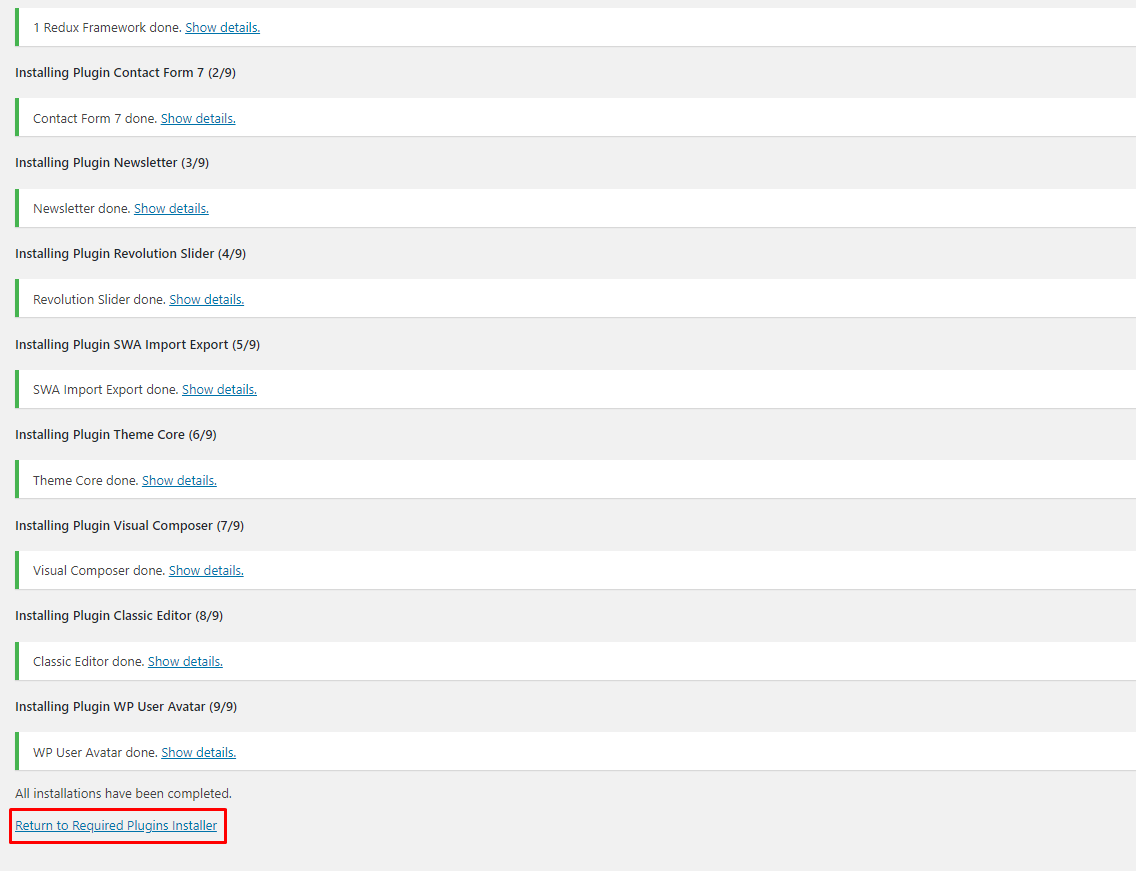 1 Redux Framework done. Show details.
Installing Plugin Contact Form 7 (2/9)
Contact Form 7 done. Show details.
Installing Plugin Newsletter (3/9)
Newsletter done. Show details.
Installing Plugin Revolution Slider (4/9)
Revolution Slider done. Show details.
Installing Plugin SWA Import Export (5/9)
SWA Import Export done. Show details.
Installing Plugin Theme Core (6/9)
Theme Core done. Show details.
Installing Plugin Visual Composer (7/9)
Visual Composer done. Show details.
Installing Plugin Classic Editor (8/9)
Classic Editor done. Show details.
Installing Plugin WP User Avatar (9/9)
WP User Avatar done. Show details.
All installations have been completed.
Return to Required Plugins Installer